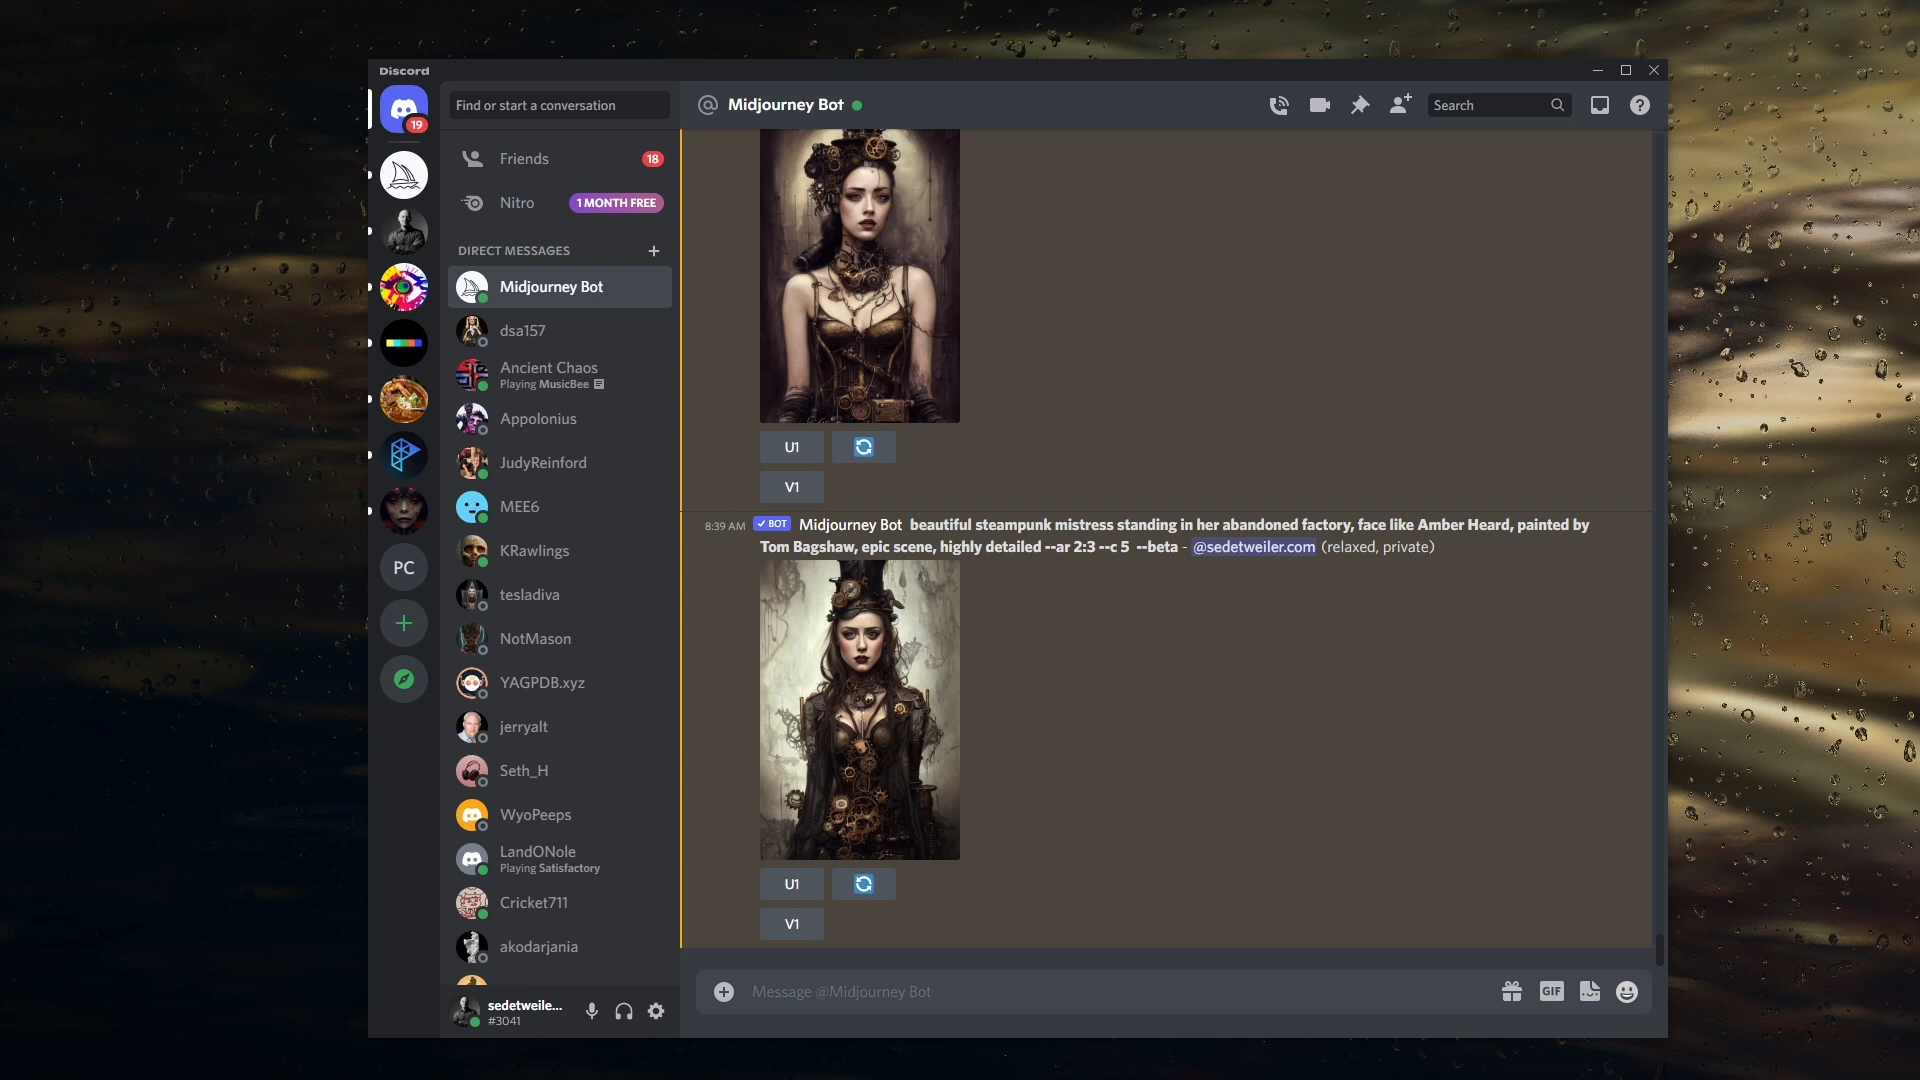 Discord
19
PC
Find or start a conversation
Friends
18
Nitro
1 MONTH FREE
DIRECT MESSAGES
Midjourney Bot
dsa157
Ancient Chaos
Playing MusicBee
Appolonius
JudyReinford
MEE6
KRawlings
tesladiva
NotMason
YAGPDB.xyz
jerryalt
Seth_H
WyoPeeps
LandONole
Playing Satisfactory
Cricket711
akodarjania
sedetweile...
#3041
Midjourney Bot
Search
U1
V1
8:39 AM BOT Midjourney Bot beautiful steampunk mistress standing in her abandoned factory, face like Amber Heard, painted by
Tom Bagshaw, epic scene, highly detailed --ar 2:3 --c 5 --beta - @sedetweiler.com (relaxed, private)
U1
V1
Message @Midjourney Bot
GIF